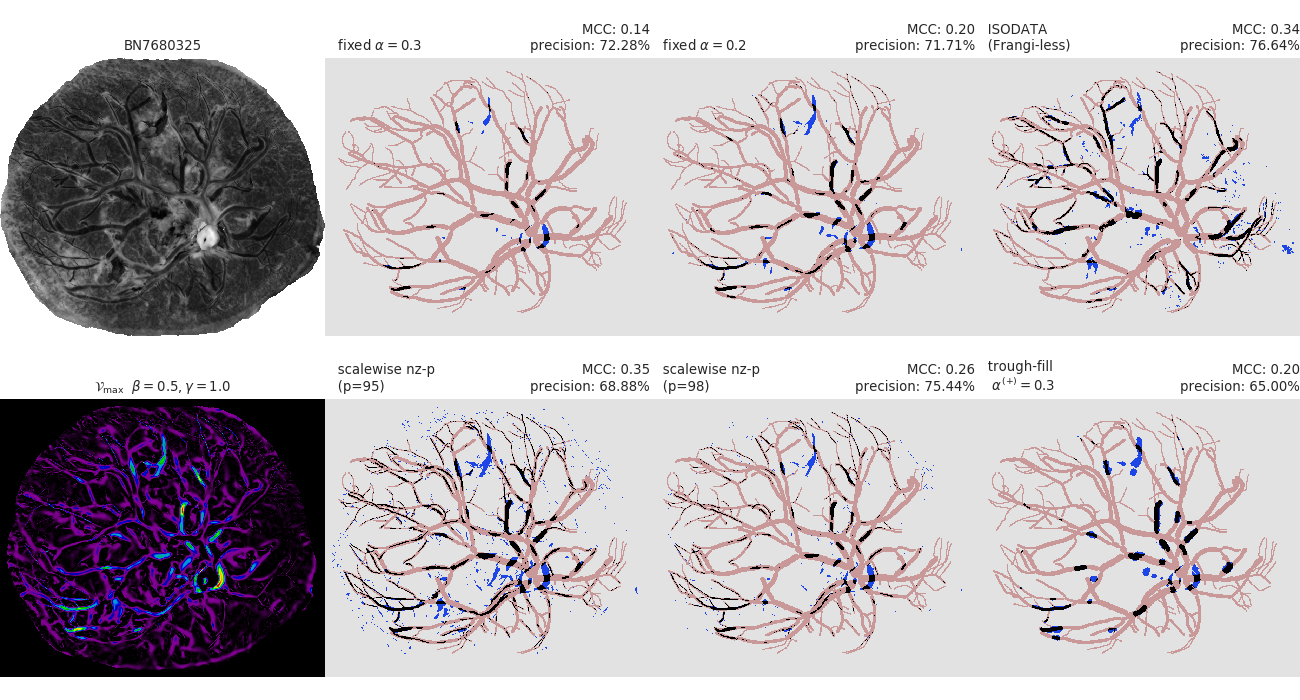 BN7680325
fixed α = 0.3
MCC: 0.14
precision: 72.28%
fixed α = 0.2
MCC: 0.20
precision: 71.71%
ISODATA
(Frangi-less)
MCC: 0.34
precision: 76.64%
𝒱max β = 0.5, γ = 1.0
scalewise nz-p
(p=95)
MCC: 0.35
precision: 68.88%
scalewise nz-p
(p=98)
MCC: 0.26
precision: 75.44%
trough-fill
α(+) = 0.3
MCC: 0.20
precision: 65.00%